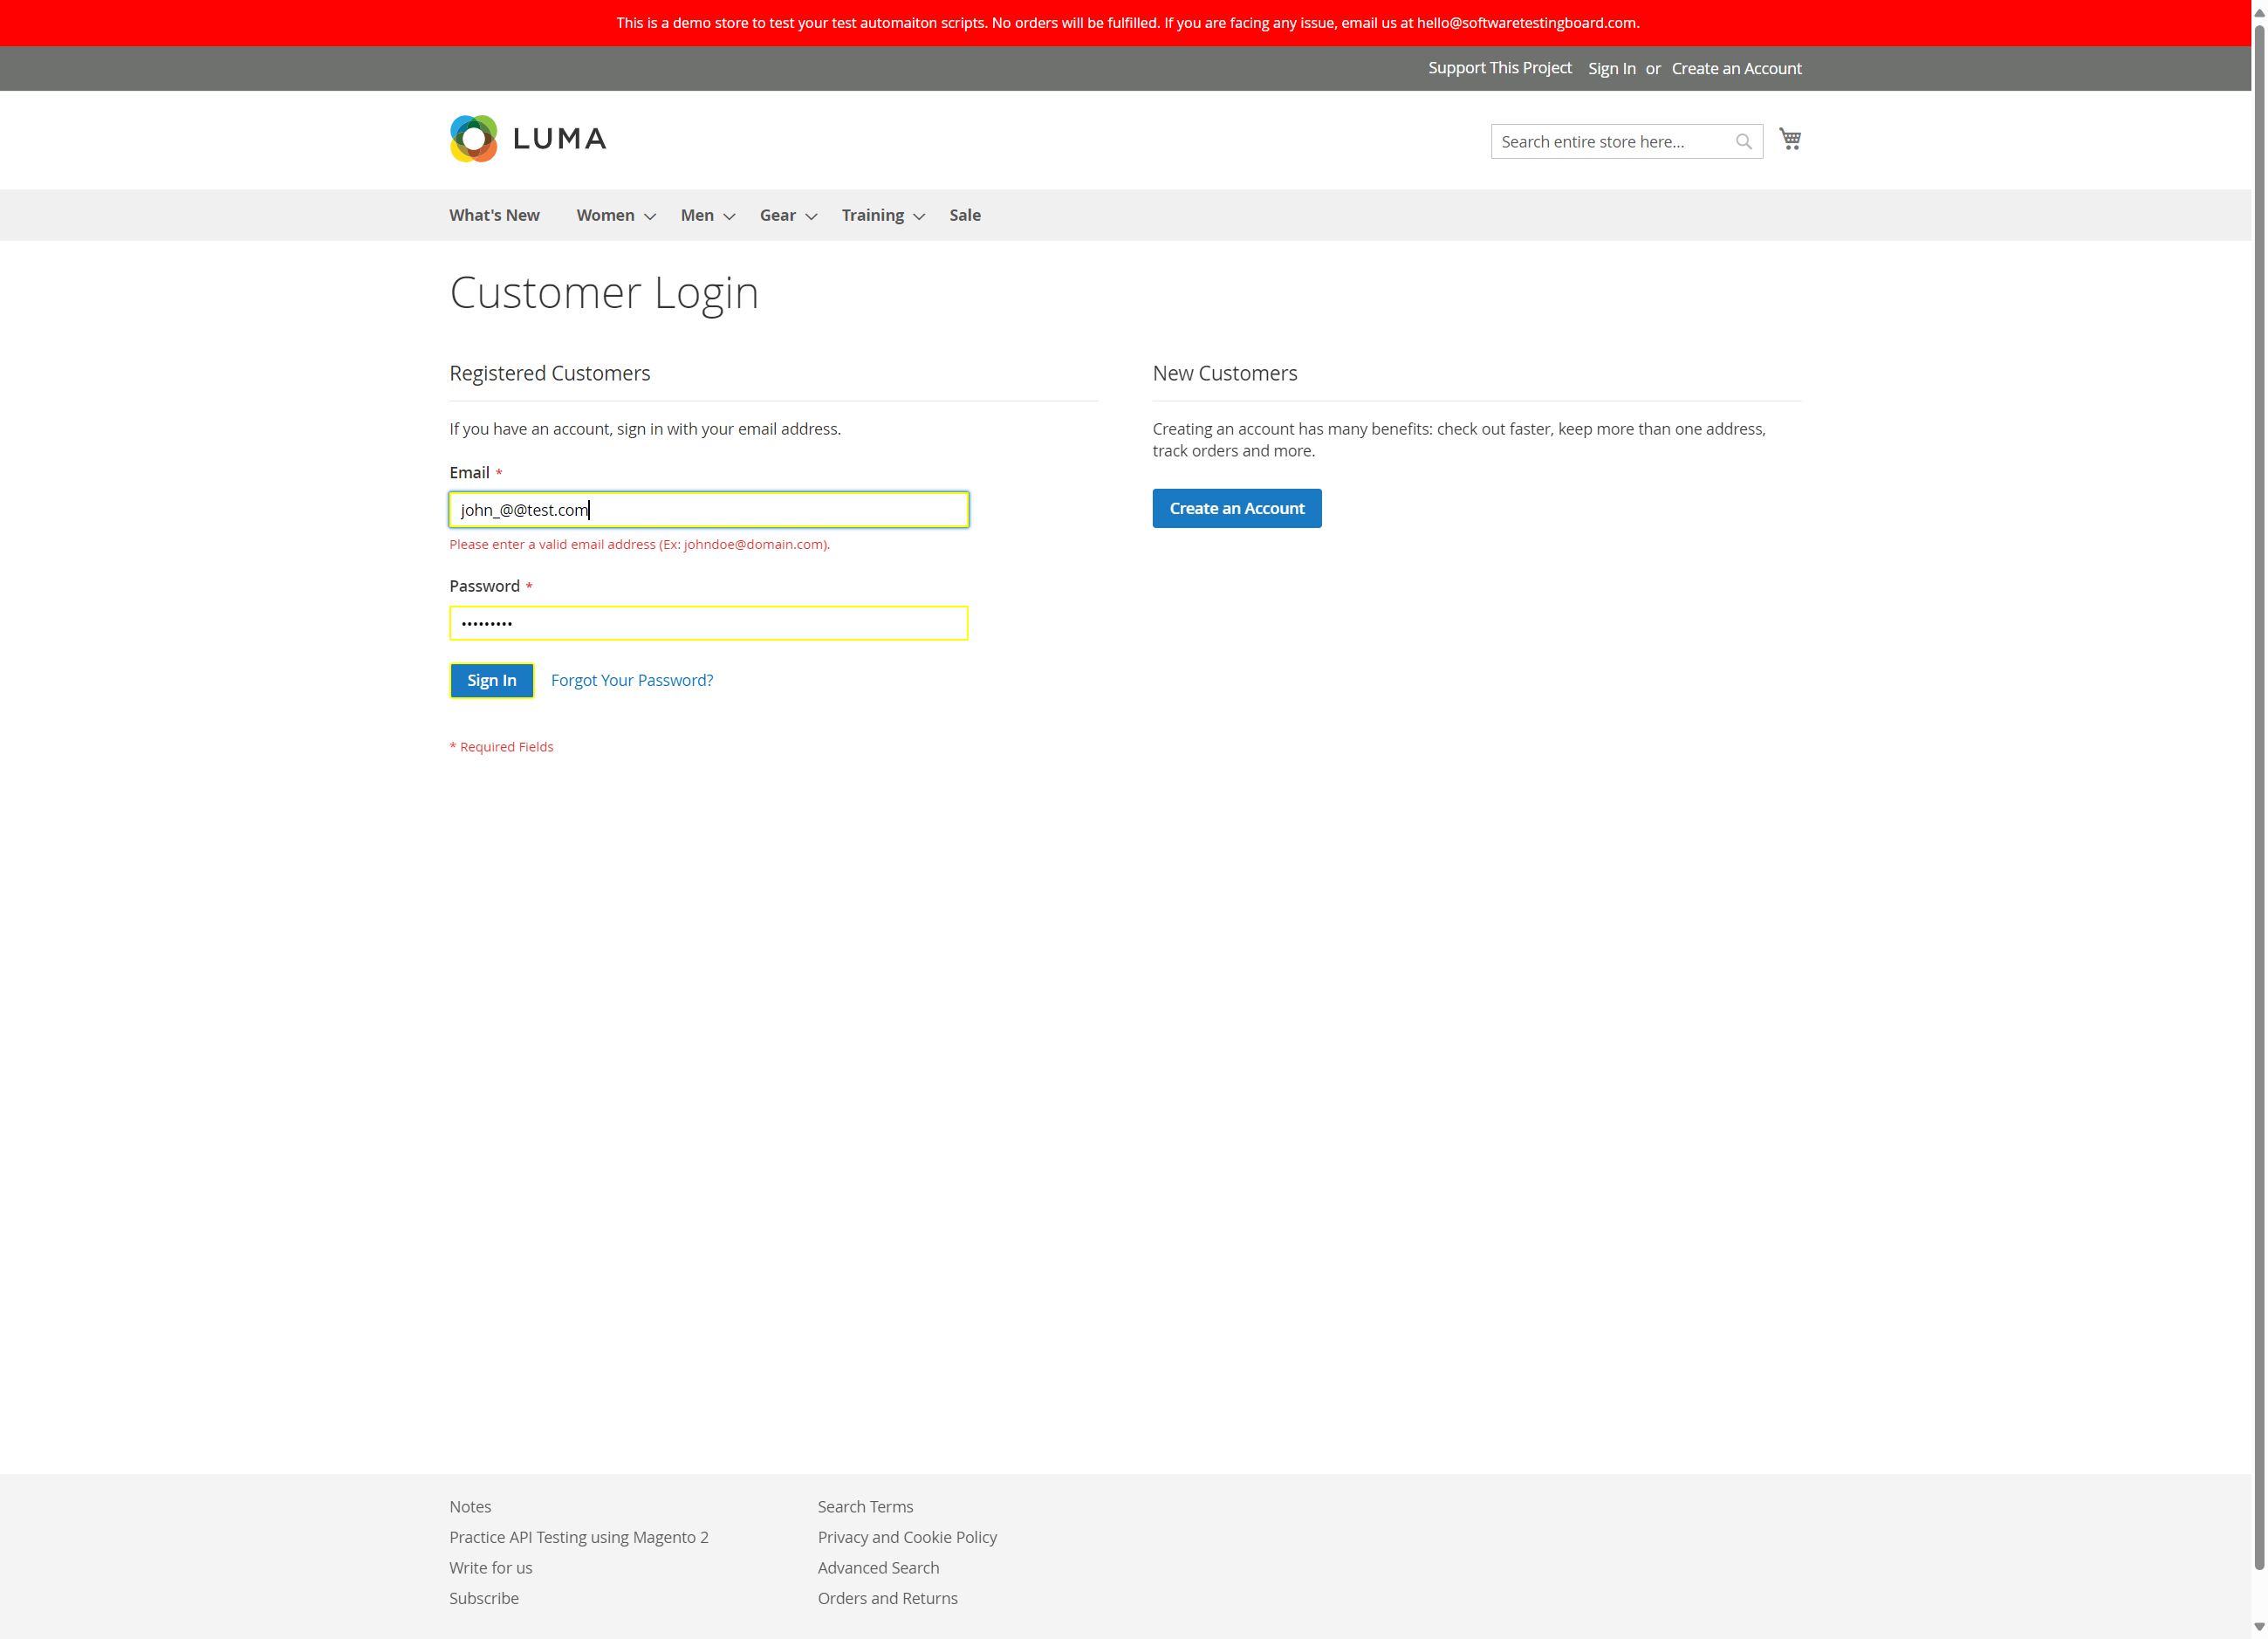 This is a demo store to test your test automaiton scripts. No orders will be fulfilled. If you are facing any issue, email us at hello@softwaretestingboard.com.
Support This Project Sign In or Create an Account
LUMA
Search entire store here...
What's New Women Men Gear Training Sale
Customer Login
Registered Customers
If you have an account, sign in with your email address.
Email *
john_@@test.com
Please enter a valid email address (Ex: johndoe@domain.com).
Password *
•••••••••
Sign In Forgot Your Password?
* Required Fields
New Customers
Creating an account has many benefits: check out faster, keep more than one address,
track orders and more.
Create an Account
Notes
Practice API Testing using Magento 2
Write for us
Subscribe
Search Terms
Privacy and Cookie Policy
Advanced Search
Orders and Returns